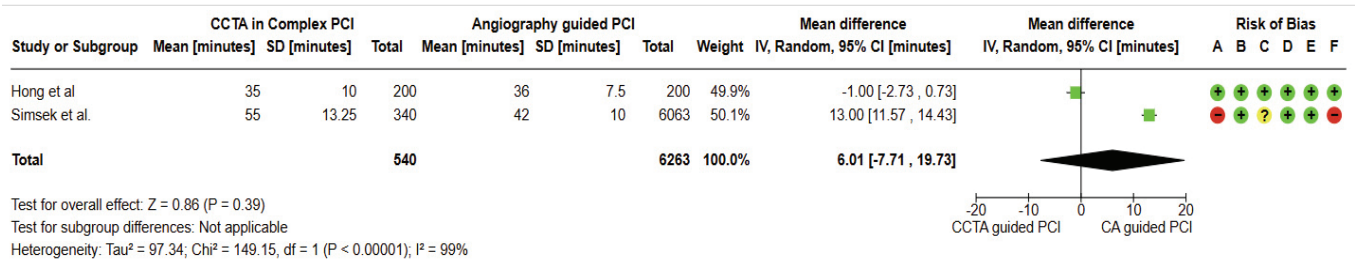 CCTA in Complex PCI Angiography guided PCI Mean difference Mean difference Risk of Bias
Study or Subgroup Mean [minutes] SD [minutes] Total Mean [minutes] SD [minutes] Total Weight IV, Random, 95% CI [minutes] IV, Random, 95% CI [minutes] A B C D E F
Hong et al 35 10 200 36 7.5 200 49.9% -1.00 [-2.73 , 0.73] + + + + + +
Simsek et al. 55 13.25 340 42 10 6063 50.1% 13.00 [11.57 , 14.43] − + ? + + −
Total 540 6263 100.0% 6.01 [-7.71 , 19.73]
Test for overall effect: Z = 0.86 (P = 0.39)
Test for subgroup differences: Not applicable
Heterogeneity: Tau² = 97.34; Chi² = 149.15, df = 1 (P < 0.00001); I² = 99%
-20 -10 0 10 20
CCTA guided PCI CA guided PCI